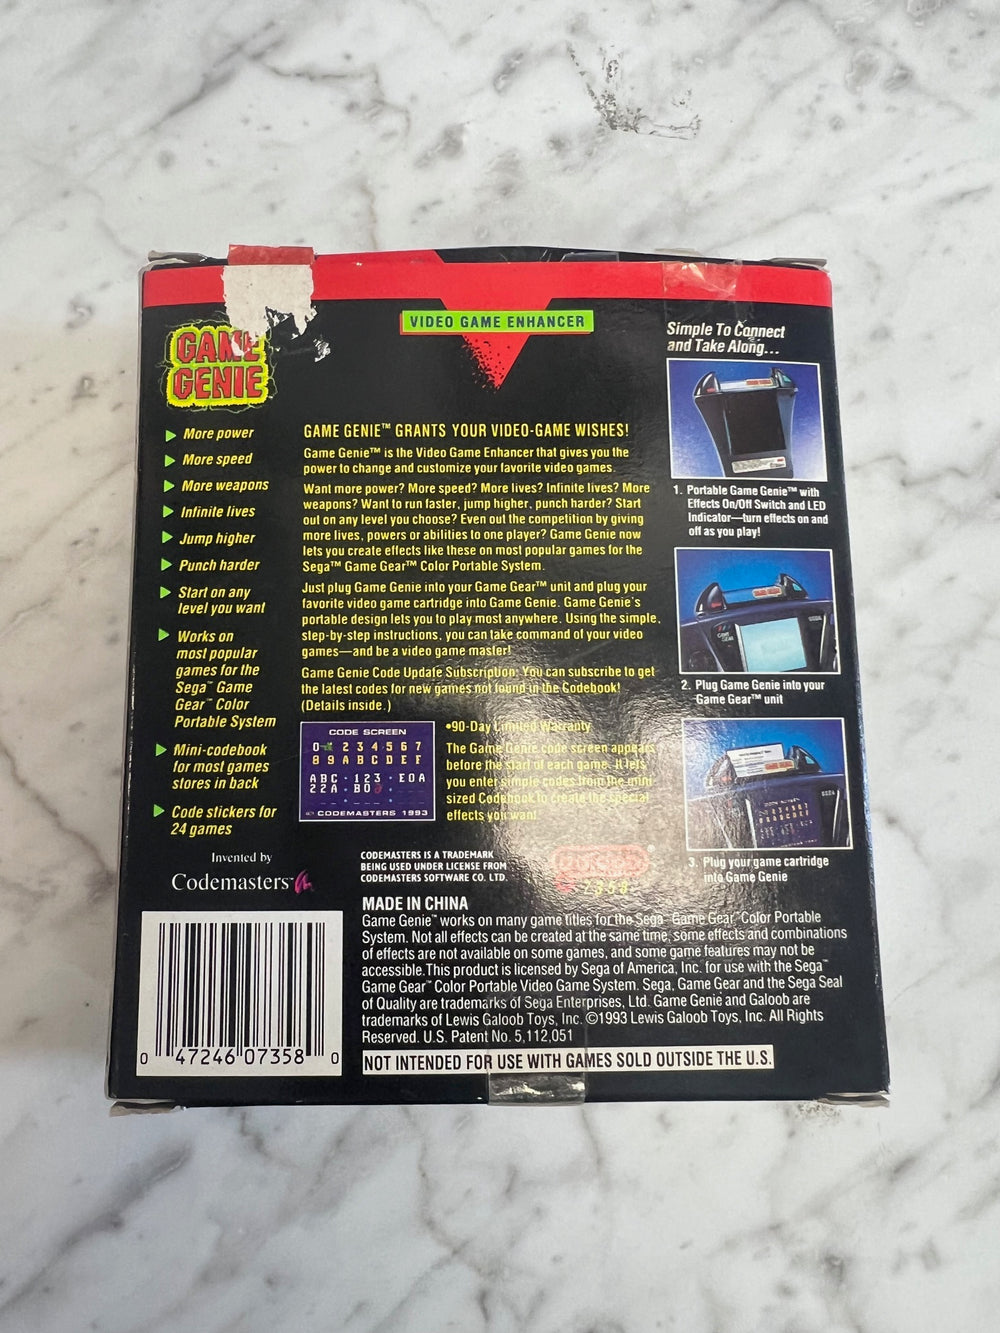 VIDEO GAME ENHANCER
GAME
GENIE
More power
More speed
More weapons
Infinite lives
Jump higher
Punch harder
Start on any
level you want
Works on
most popular
games for the
Sega™ Game
Gear™ Color
Portable System
Mini-codebook
for most games
stores in back
Code stickers for
24 games
GAME GENIE™ GRANTS YOUR VIDEO-GAME WISHES!
Game Genie™ is the Video Game Enhancer that gives you the
power to change and customize your favorite video games.
Want more power? More speed? More lives? Infinite lives? More
weapons? Want to run faster, jump higher, punch harder? Start
out on any level you choose? Even out the competition by giving
more lives, powers or abilities to one player? Game Genie now
lets you create effects like these on most popular games for the
Sega™ Game Gear™ Color Portable System.
Just plug Game Genie into your Game Gear™ unit and plug your
favorite video game cartridge into Game Genie. Game Genie's
portable design lets you to play most anywhere. Using the simple,
step-by-step instructions, you can take command of your video
games—and be a video game master!
Game Genie Code Update Subscription: You can subscribe to get
the latest codes for new games not found in the Codebook!
(Details inside.)
CODE SCREEN
0 2 3 4 5 6 7
8 9 A B C D E F
ABC - 123 - E0A
22A - B0
© CODEMASTERS 1993
•90-Day Limited Warranty
The Game Genie code screen appears
before the start of each game. It lets
you enter simple codes from the mini-
sized Codebook to create the special
effects you want.
Simple To Connect
and Take Along...
1. Portable Game Genie™ with
Effects On/Off Switch and LED
Indicator—turn effects on and
off as you play!
2. Plug Game Genie into your
Game Gear™ unit
3. Plug your game cartridge
into Game Genie
Invented by
Codemasters™
CODEMASTERS IS A TRADEMARK
BEING USED UNDER LICENSE FROM
CODEMASTERS SOFTWARE CO. LTD.
galoob®
7358
MADE IN CHINA
Game Genie™ works on many game titles for the Sega™ Game Gear™ Color Portable
System. Not all effects can be created at the same time, some effects and combinations
of effects are not available on some games, and some game features may not be
accessible. This product is licensed by Sega of America, Inc. for use with the Sega™
Game Gear™ Color Portable Video Game System. Sega, Game Gear and the Sega Seal
of Quality are trademarks of Sega Enterprises, Ltd. Game Genie and Galoob are
trademarks of Lewis Galoob Toys, Inc. ©1993 Lewis Galoob Toys, Inc. All Rights
Reserved. U.S. Patent No. 5,112,051
NOT INTENDED FOR USE WITH GAMES SOLD OUTSIDE THE U.S.
0 47246 07358 0